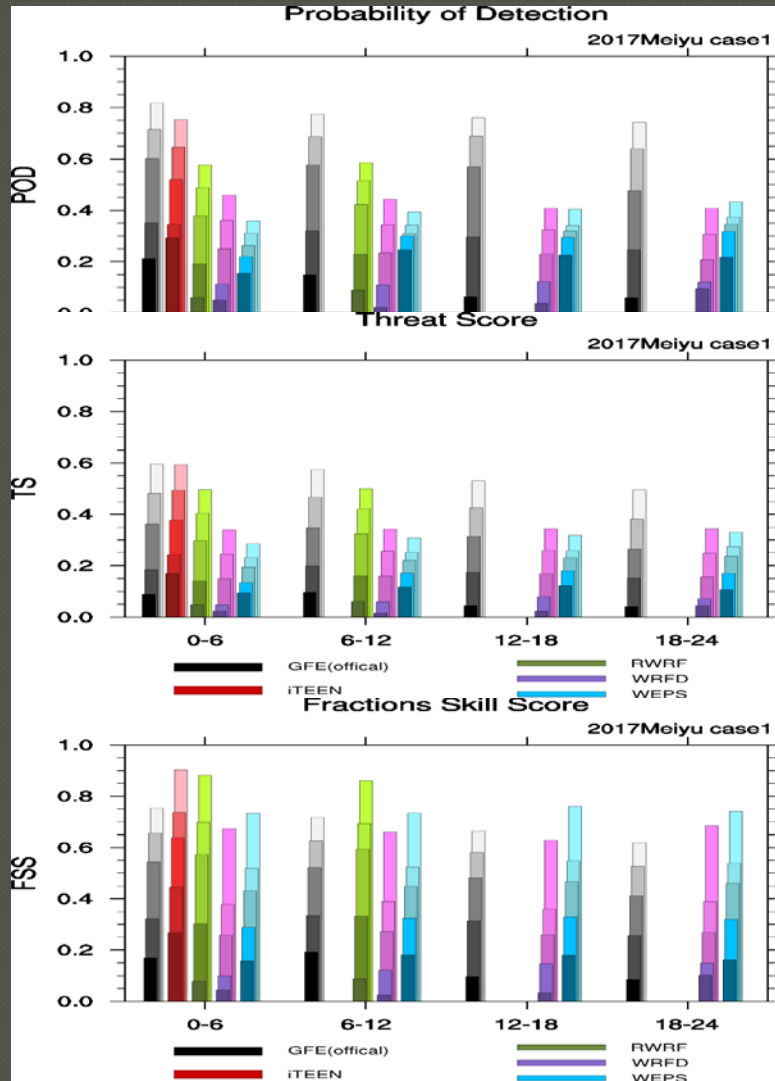 Probability of Detection
2017Meiyu case1
1.0
0.8
0.6
0.4
0.2
POD
Threat Score
2017Meiyu case1
1.0
0.8
0.6
0.4
0.2
0.0
TS
0-6 6-12 12-18 18-24
GFE(offical) RWRF
iTEEN WRFD
WEPS
Fractions Skill Score
2017Meiyu case1
1.0
0.8
0.6
0.4
0.2
0.0
FSS
0-6 6-12 12-18 18-24
GFE(offical) RWRF
iTEEN WRFD
WEPS